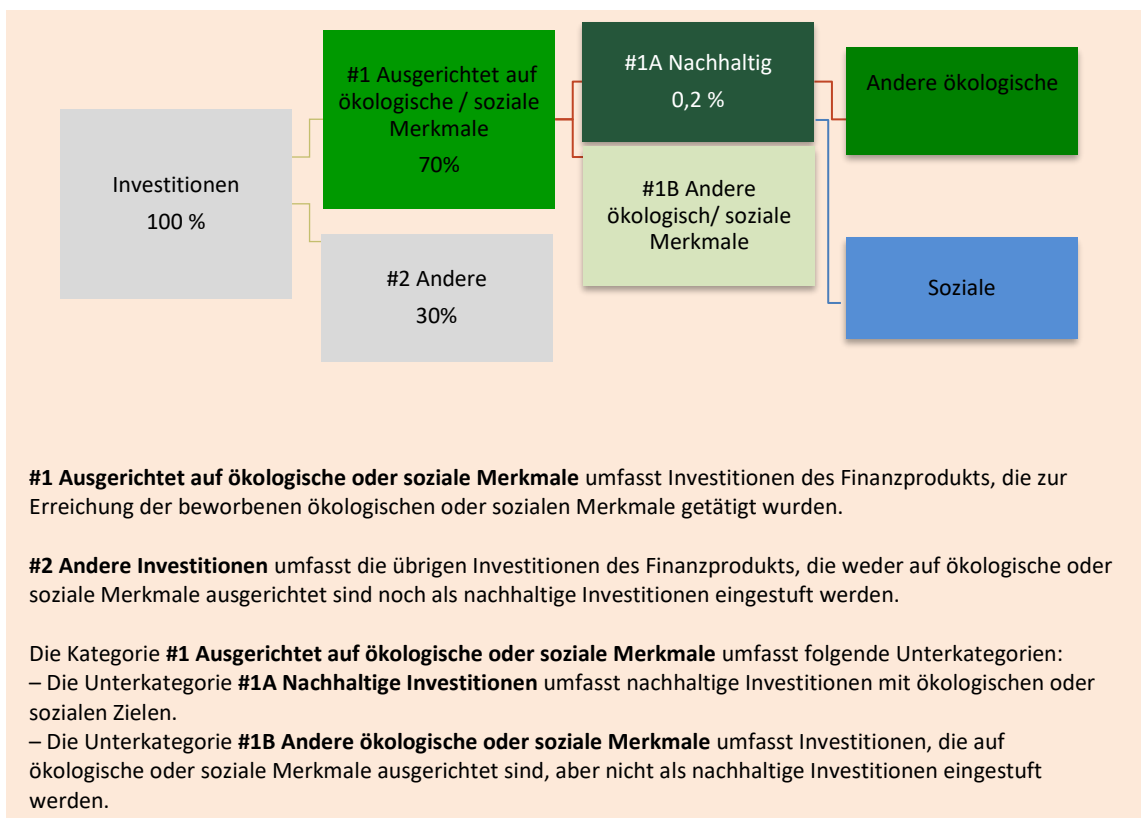 Investitionen
100 %
#1 Ausgerichtet auf
ökologische / soziale
Merkmale
70%
#2 Andere
30%
#1A Nachhaltig
0,2 %
#1B Andere
ökologisch/ soziale
Merkmale
Andere ökologische
Soziale
#1 Ausgerichtet auf ökologische oder soziale Merkmale umfasst Investitionen des Finanzprodukts, die zur
Erreichung der beworbenen ökologischen oder sozialen Merkmale getätigt wurden.
#2 Andere Investitionen umfasst die übrigen Investitionen des Finanzprodukts, die weder auf ökologische oder
soziale Merkmale ausgerichtet sind noch als nachhaltige Investitionen eingestuft werden.
Die Kategorie #1 Ausgerichtet auf ökologische oder soziale Merkmale umfasst folgende Unterkategorien:
– Die Unterkategorie #1A Nachhaltige Investitionen umfasst nachhaltige Investitionen mit ökologischen oder
sozialen Zielen.
– Die Unterkategorie #1B Andere ökologische oder soziale Merkmale umfasst Investitionen, die auf
ökologische oder soziale Merkmale ausgerichtet sind, aber nicht als nachhaltige Investitionen eingestuft
werden.